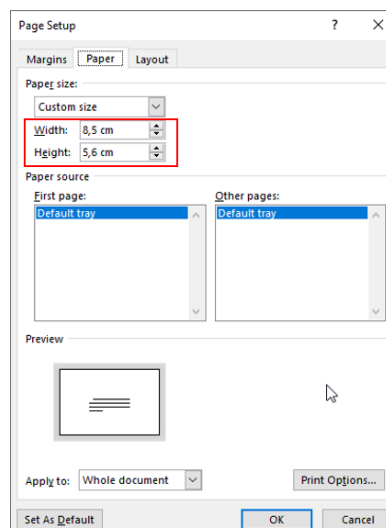 Page Setup ? ×
Margins Paper Layout
Paper size:
Custom size
Width: 8,5 cm
Height: 5,6 cm
Paper source
First page: Other pages:
Default tray Default tray
Preview
Apply to: Whole document Print Options...
Set As Default OK Cancel